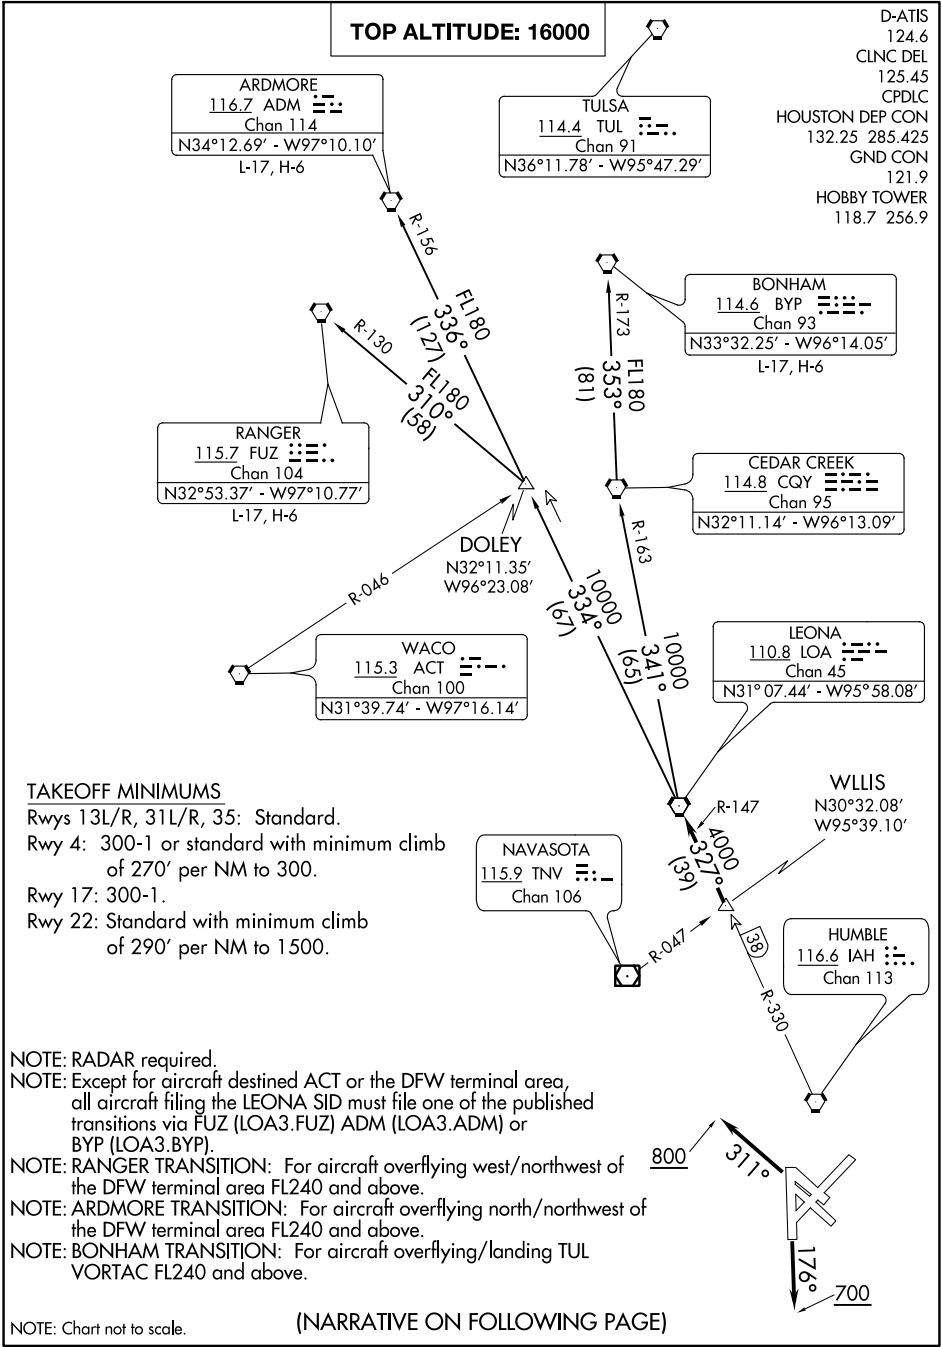 TOP ALTITUDE: 16000
D-ATIS
124.6
CLNC DEL
125.45
CPDLC
HOUSTON DEP CON
132.25 285.425
GND CON
121.9
HOBBY TOWER
118.7 256.9
ARDMORE
116.7 ADM
Chan 114
N34°12.69' - W97°10.10'
L-17, H-6
TULSA
114.4 TUL
Chan 91
N36°11.78' - W95°47.29'
R-156
FL180
336°
(127)
R-130
FL180
310°
(58)
BONHAM
114.6 BYP
Chan 93
N33°32.25' - W96°14.05'
L-17, H-6
R-173
FL180
353°
(81)
RANGER
115.7 FUZ
Chan 104
N32°53.37' - W97°10.77'
L-17, H-6
CEDAR CREEK
114.8 CQY
Chan 95
N32°11.14' - W96°13.09'
DOLEY
N32°11.35'
W96°23.08'
R-046
R-163
10000
334°
(67)
10000
341°
(65)
WACO
115.3 ACT
Chan 100
N31°39.74' - W97°16.14'
LEONA
110.8 LOA
Chan 45
N31°07.44' - W95°58.08'
TAKEOFF MINIMUMS
Rwys 13L/R, 31L/R, 35: Standard.
Rwy 4: 300-1 or standard with minimum climb
of 270' per NM to 300.
Rwy 17: 300-1.
Rwy 22: Standard with minimum climb
of 290' per NM to 1500.
R-147
4000
327°
(39)
WLLIS
N30°32.08'
W95°39.10'
NAVASOTA
115.9 TNV
Chan 106
R-047
38
R-330
HUMBLE
116.6 IAH
Chan 113
NOTE: RADAR required.
NOTE: Except for aircraft destined ACT or the DFW terminal area,
all aircraft filing the LEONA SID must file one of the published
transitions via FUZ (LOA3.FUZ) ADM (LOA3.ADM) or
BYP (LOA3.BYP).
NOTE: RANGER TRANSITION: For aircraft overflying west/northwest of
the DFW terminal area FL240 and above.
NOTE: ARDMORE TRANSITION: For aircraft overflying north/northwest of
the DFW terminal area FL240 and above.
NOTE: BONHAM TRANSITION: For aircraft overflying/landing TUL
VORTAC FL240 and above.
800
311°
176°
700
NOTE: Chart not to scale.
(NARRATIVE ON FOLLOWING PAGE)